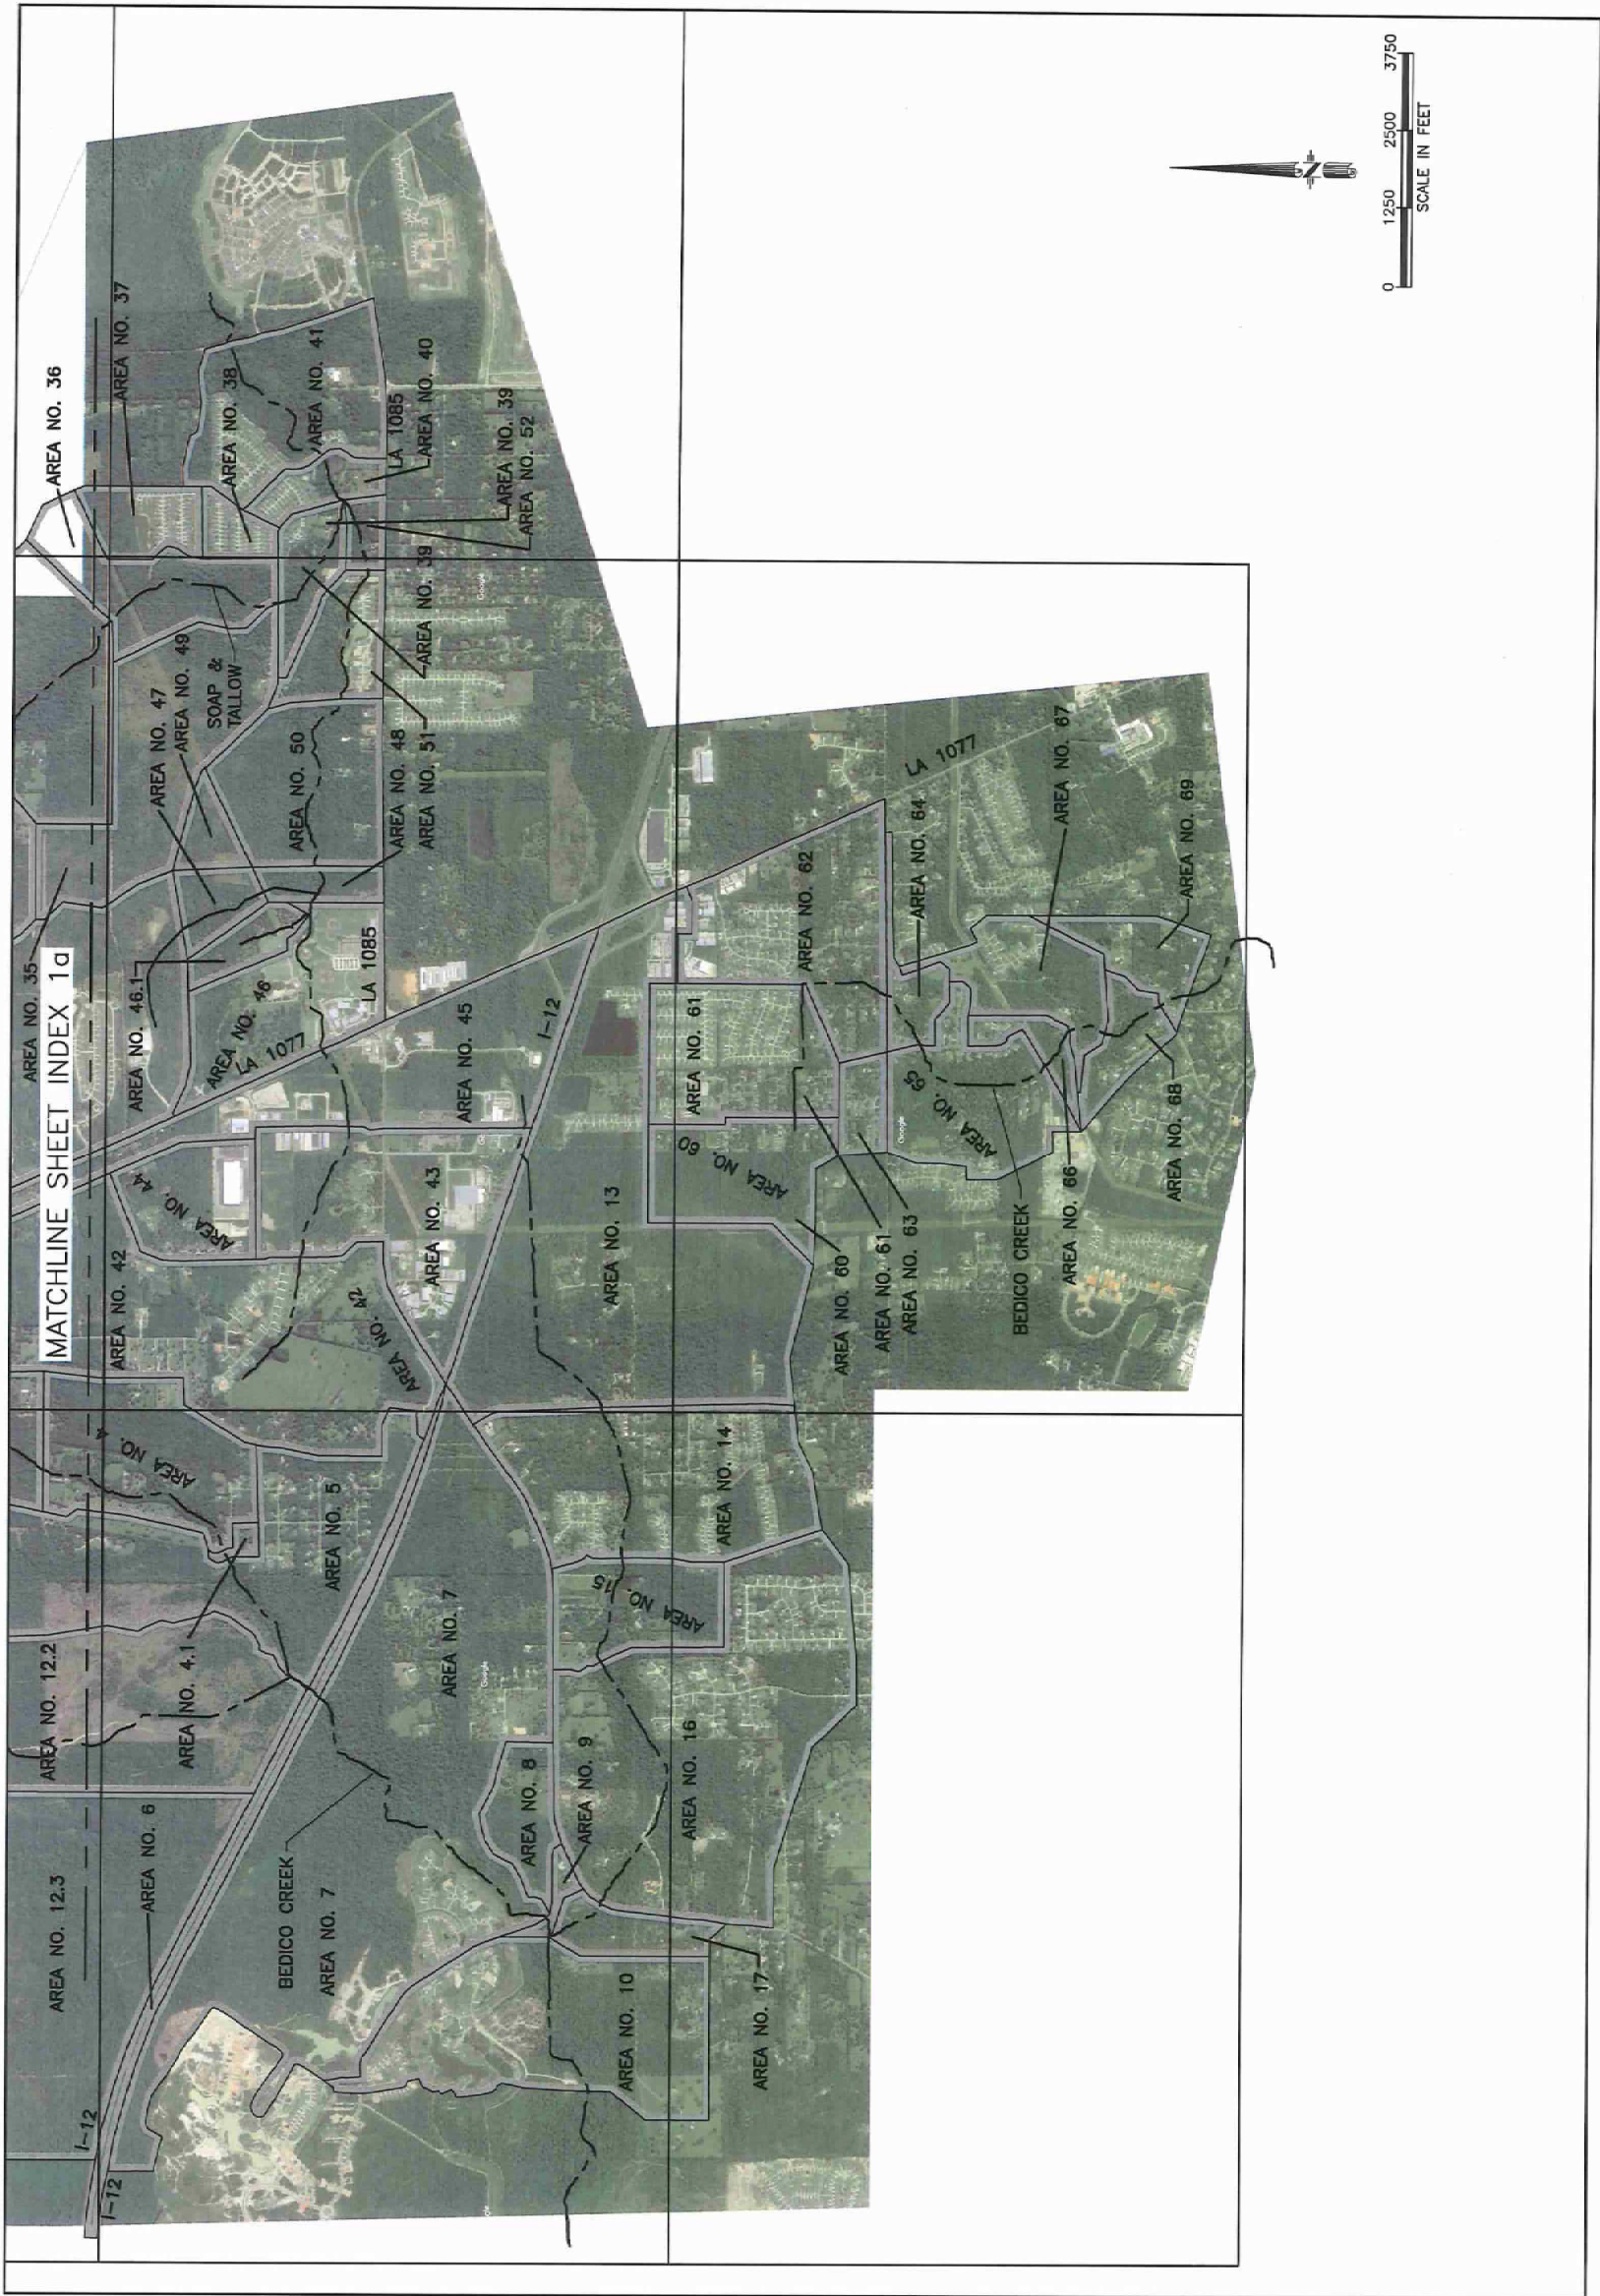 MATCHLINE SHEET INDEX 1a
AREA NO. 12.3
I-12
I-12
AREA NO. 6
AREA NO. 12.2
AREA NO. 4.1
AREA NO. 4
AREA NO. 5
BEDICO CREEK
AREA NO. 7
AREA NO. 7
Google
AREA NO. 8
AREA NO. 9
AREA NO. 10
AREA NO. 17
AREA NO. 16
AREA NO. 15
AREA NO. 14
AREA NO. 42
AREA NO. 44
AREA NO. 42
AREA NO. 43
AREA NO. 13
AREA NO. 35
AREA NO. 46.1
AREA NO. 46
LA 1077
LA 1085
AREA NO. 45
I-12
AREA NO. 47
AREA NO. 49
SOAP &
TALLOW
AREA NO. 50
AREA NO. 48
AREA NO. 51
AREA NO. 39
Google
AREA NO. 36
AREA NO. 37
AREA NO. 38
AREA NO. 41
LA 1085
AREA NO. 40
AREA NO. 39
AREA NO. 52
AREA NO. 60
AREA NO. 61
AREA NO. 62
AREA NO. 60
AREA NO. 61
AREA NO. 63
Google
AREA NO. 64
LA 1077
AREA NO. 65
BEDICO CREEK
AREA NO. 66
AREA NO. 67
AREA NO. 68
AREA NO. 69
N
0 1250 2500 3750
SCALE IN FEET